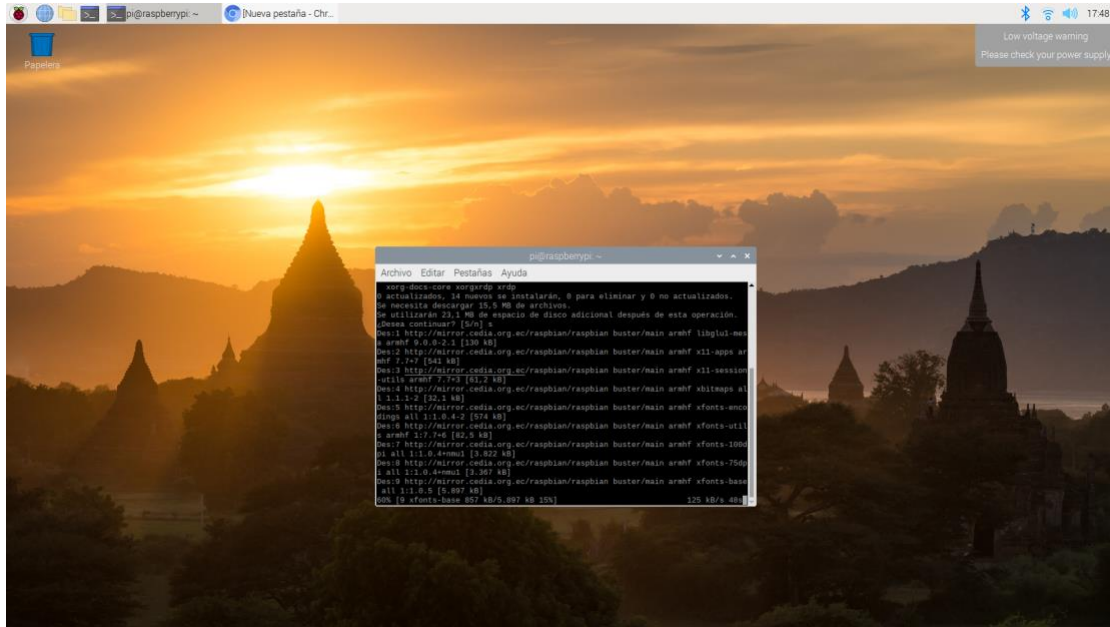 pi@raspberrypi: ~
[Nueva pestaña - Chr...
17:48
Low voltage warning
Please check your power supply
Papelera
pi@raspberrypi: ~
Archivo Editar Pestañas Ayuda
xorg-docs-core xorgxrdp xrdp
0 actualizados, 14 nuevos se instalarán, 0 para eliminar y 0 no actualizados.
Se necesita descargar 15,5 MB de archivos.
Se utilizarán 23,1 MB de espacio de disco adicional después de esta operación.
¿Desea continuar? [S/n] s
Des:1 http://mirror.cedia.org.ec/raspbian/raspbian buster/main armhf libglu1-mes
a armhf 9.0.0-2.1 [130 kB]
Des:2 http://mirror.cedia.org.ec/raspbian/raspbian buster/main armhf x11-apps ar
mhf 7.7+7 [541 kB]
Des:3 http://mirror.cedia.org.ec/raspbian/raspbian buster/main armhf x11-session
-utils armhf 7.7+3 [61,2 kB]
Des:4 http://mirror.cedia.org.ec/raspbian/raspbian buster/main armhf xbitmaps al
l 1.1.1-2 [32,1 kB]
Des:5 http://mirror.cedia.org.ec/raspbian/raspbian buster/main armhf xfonts-enco
dings all 1:1.0.4-2 [574 kB]
Des:6 http://mirror.cedia.org.ec/raspbian/raspbian buster/main armhf xfonts-util
s armhf 1:7.7+6 [82,5 kB]
Des:7 http://mirror.cedia.org.ec/raspbian/raspbian buster/main armhf xfonts-100d
pi all 1:1.0.4+nmu1 [3.822 kB]
Des:8 http://mirror.cedia.org.ec/raspbian/raspbian buster/main armhf xfonts-75dp
i all 1:1.0.4+nmu1 [3.367 kB]
Des:9 http://mirror.cedia.org.ec/raspbian/raspbian buster/main armhf xfonts-base
all 1:1.0.5 [5.897 kB]
60% [9 xfonts-base 857 kB/5.897 kB 15%] 125 kB/s 48s